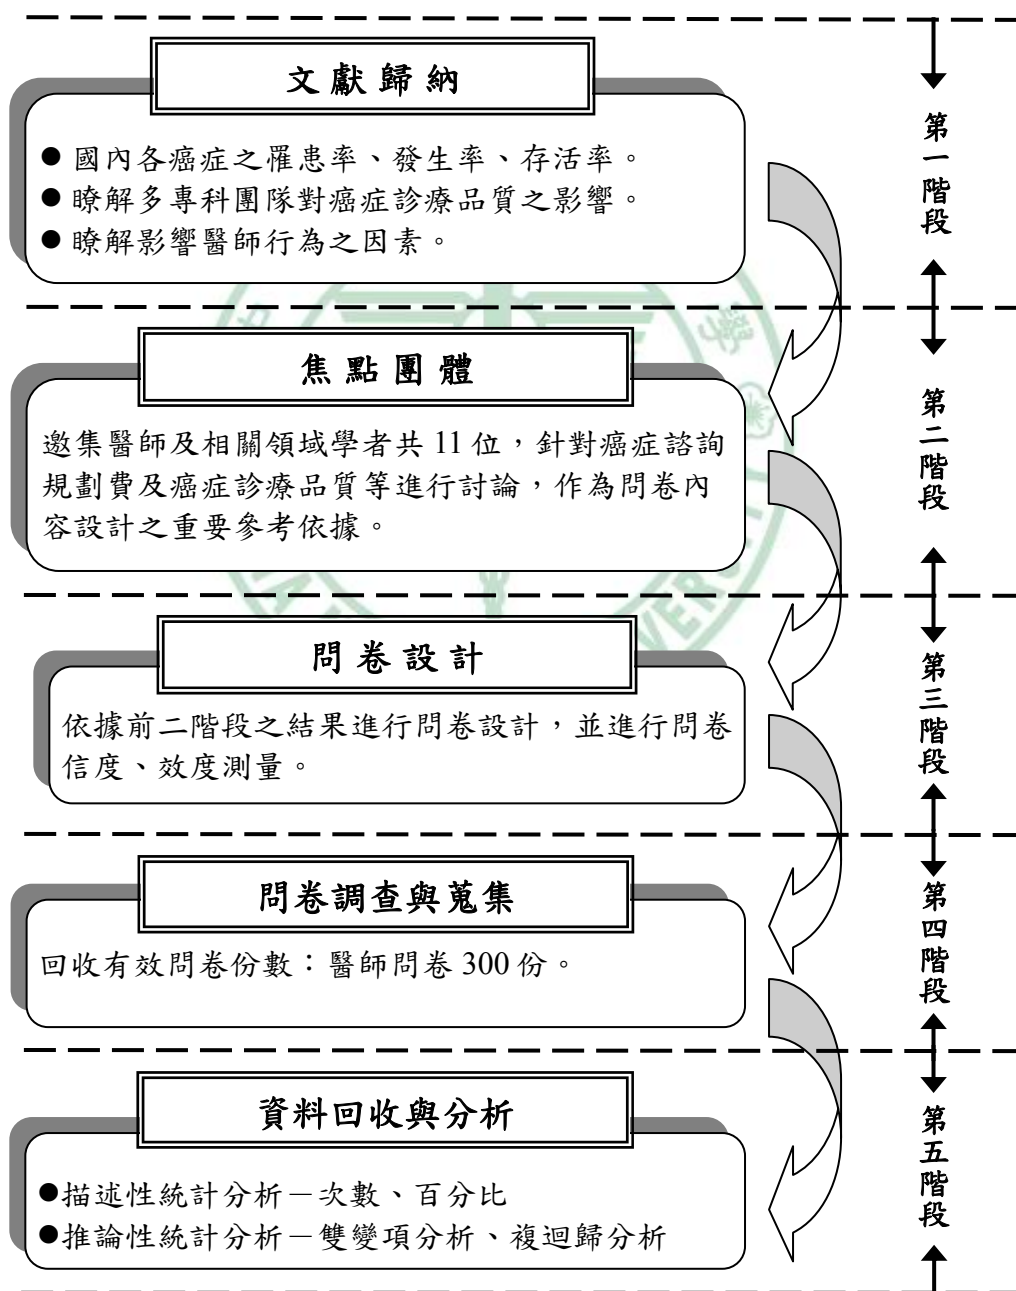 文獻歸納
●國內各癌症之罹患率、發生率、存活率。
●瞭解多專科團隊對癌症診療品質之影響。
●瞭解影響醫師行為之因素。
第一階段
焦點團體
邀集醫師及相關領域學者共 11 位，針對癌症諮詢
規劃費及癌症診療品質等進行討論，作為問卷內
容設計之重要參考依據。
第二階段
問卷設計
依據前二階段之結果進行問卷設計，並進行問卷
信度、效度測量。
第三階段
問卷調查與蒐集
回收有效問卷份數：醫師問卷 300 份。
第四階段
資料回收與分析
●描述性統計分析－次數、百分比
●推論性統計分析－雙變項分析、複迴歸分析
第五階段